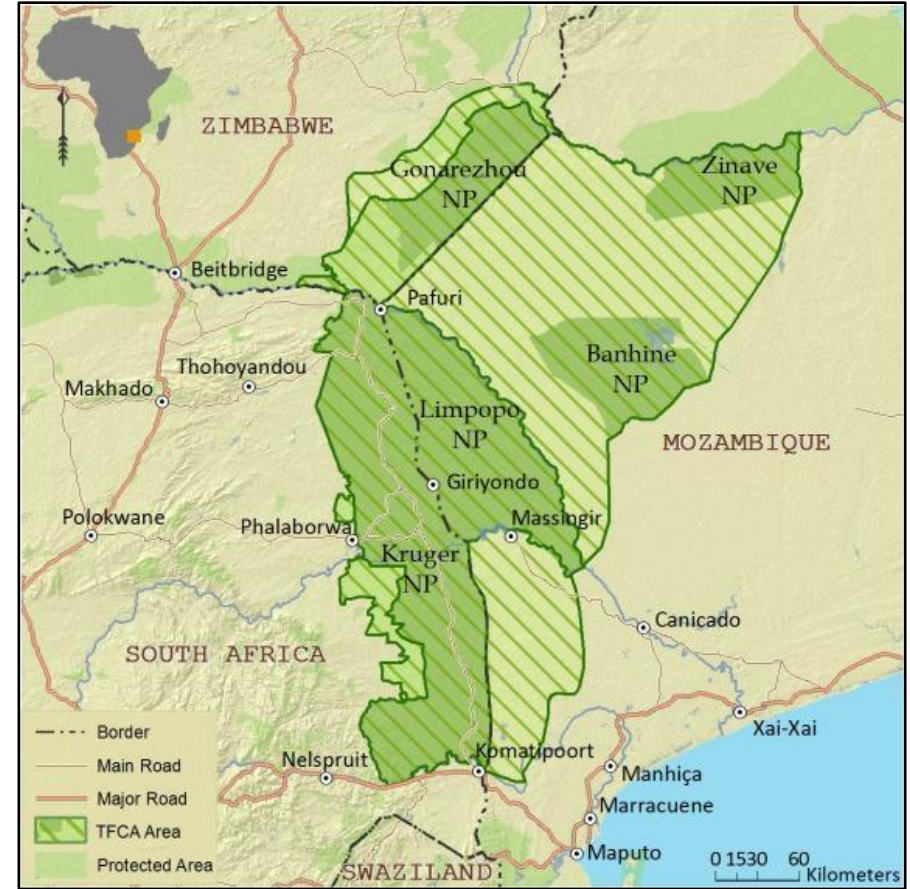 ZIMBABWE
Gonarezhou
NP
Zinave
NP
Beitbridge
Pafuri
Thohoyandou
Makhado
Banhine
NP
Limpopo
NP
MOZAMBIQUE
Giriyondo
Polokwane
Phalaborwa
Massingir
Kruger
NP
Canicado
SOUTH AFRICA
Xai-Xai
Nelspruit
Komatipoort
Manhiça
Marracuene
Maputo
SWAZILAND
Border
Main Road
Major Road
TFCA Area
Protected Area
0 1530 60
Kilometers